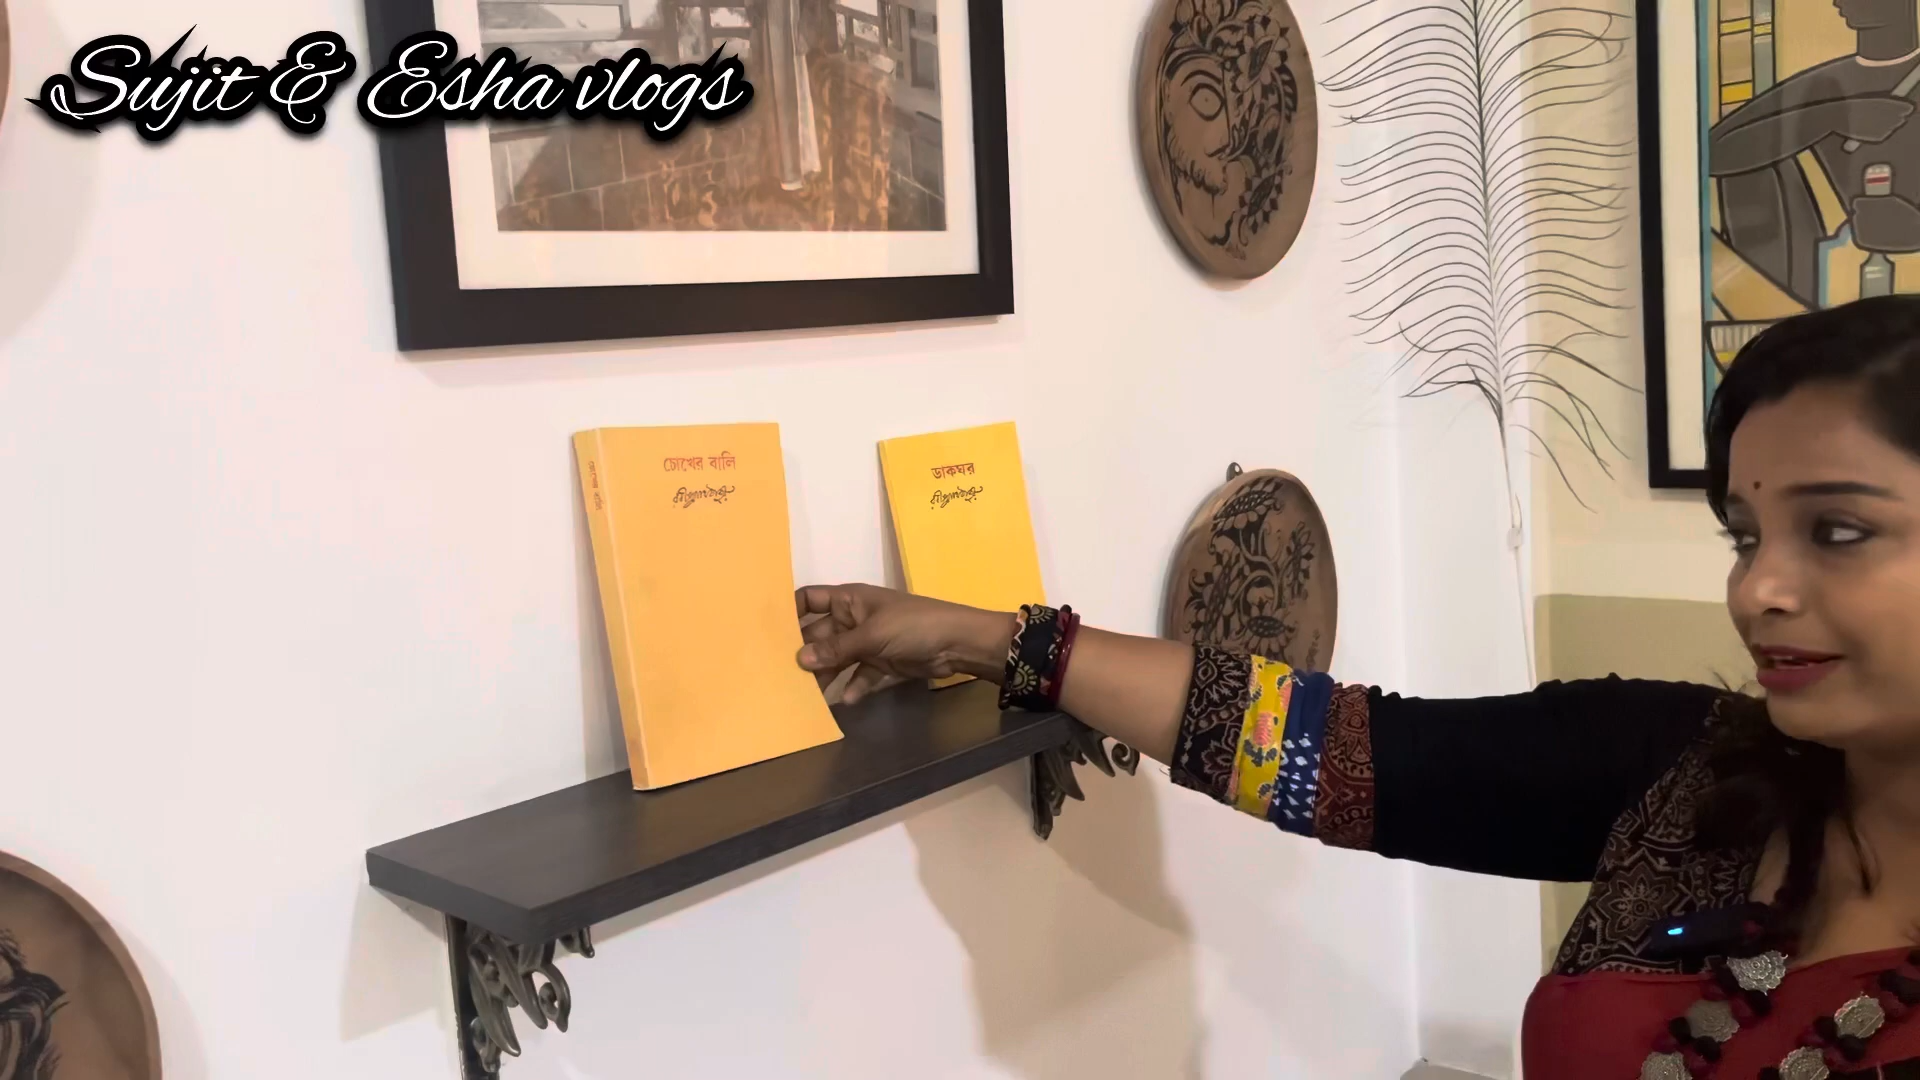 Sujit & Esha vlogs
চোখের বালি
রবীন্দ্রনাথ ঠাকুর
চোখের বালি
ডাকঘর
রবীন্দ্রনাথ ঠাকুর